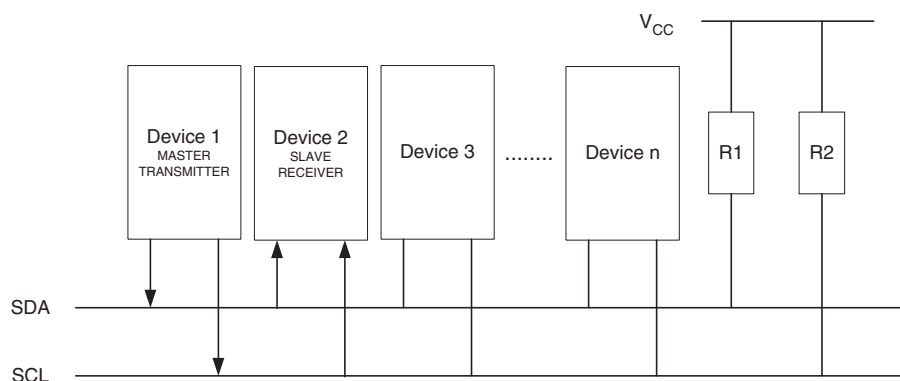 V_CC
Device 1
MASTER
TRANSMITTER
Device 2
SLAVE
RECEIVER
Device 3
........
Device n
R1
R2
SDA
SCL